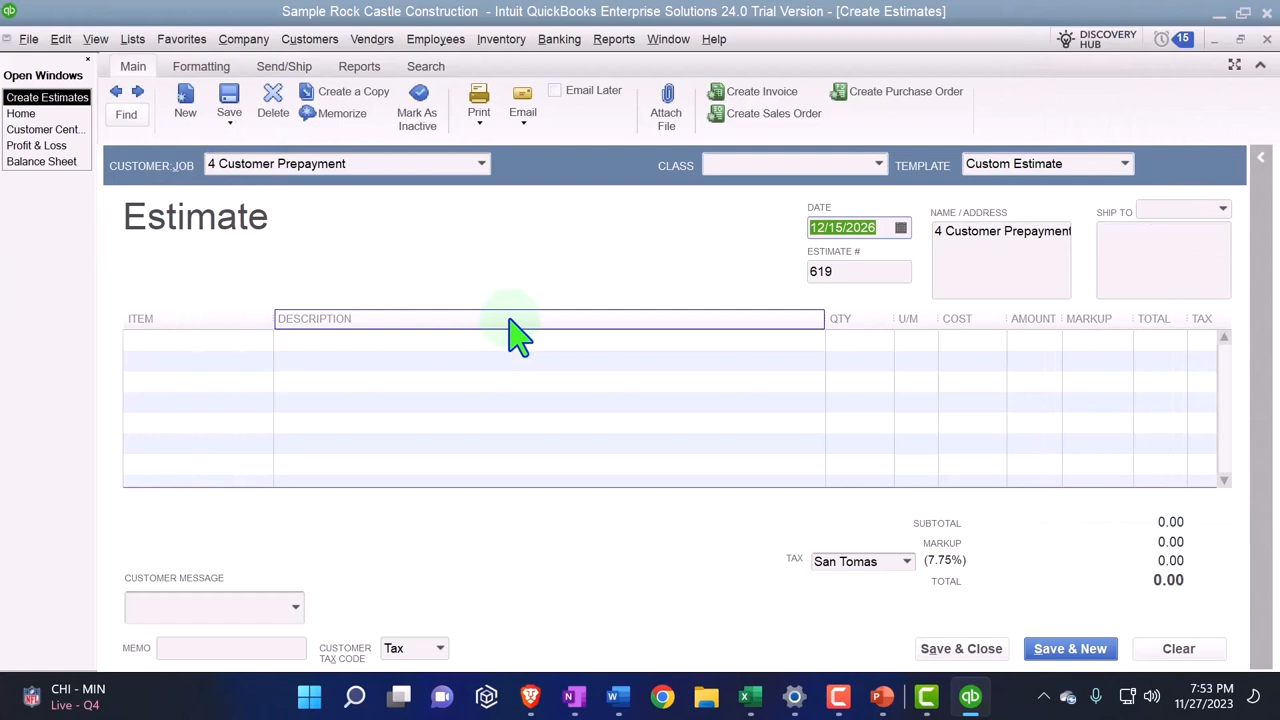 Sample Rock Castle Construction - Intuit QuickBooks Enterprise Solutions 24.0 Trial Version - [Create Estimates]
File Edit View Lists Favorites Company Customers Vendors Employees Inventory Banking Reports Window Help
DISCOVERY HUB 15
Open Windows
Create Estimates
Home
Customer Cent...
Profit & Loss
Balance Sheet
Main Formatting Send/Ship Reports Search
Find
New
Save
Delete
Create a Copy
Memorize
Mark As Inactive
Print
Email
Email Later
Attach File
Create Invoice
Create Sales Order
Create Purchase Order
CUSTOMER:JOB 4 Customer Prepayment CLASS TEMPLATE Custom Estimate
Estimate
DATE
12/15/2026
ESTIMATE #
619
NAME / ADDRESS
4 Customer Prepayment
SHIP TO
ITEM DESCRIPTION QTY U/M COST AMOUNT MARKUP TOTAL TAX
SUBTOTAL 0.00
MARKUP 0.00
TAX San Tomas (7.75%) 0.00
TOTAL 0.00
CUSTOMER MESSAGE
MEMO
CUSTOMER TAX CODE Tax
Save & Close
Save & New
Clear
CHI - MIN
Live - Q4
7:53 PM
11/27/2023